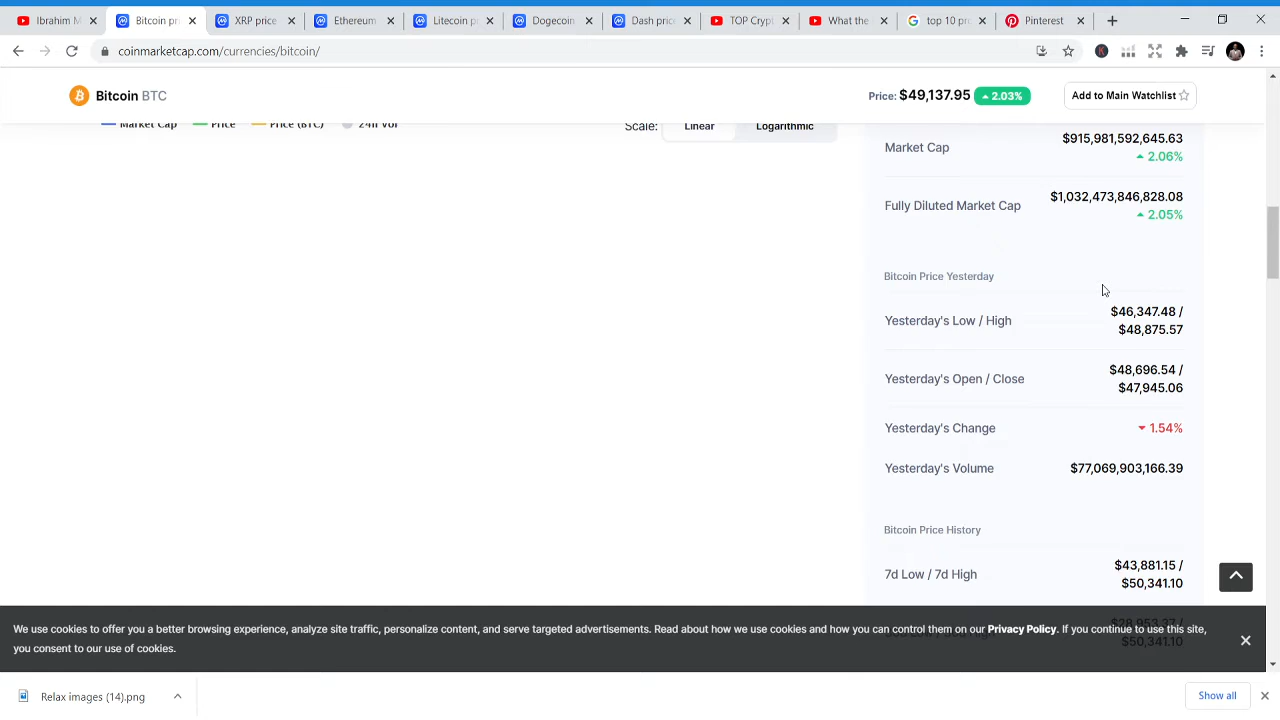 Ibrahim M
Bitcoin pr
XRP price
Ethereum
Litecoin p
Dogecoin
Dash pric
TOP Crypt
What the
top 10 pr
Pinterest
coinmarketcap.com/currencies/bitcoin/
K
Bitcoin BTC
Price: $49,137.95 2.03%
Add to Main Watchlist
Market Cap Price Price (BTC) 24h Vol
Scale: Linear Logarithmic
Market Cap
$915,981,592,645.63
2.06%
Fully Diluted Market Cap
$1,032,473,846,828.08
2.05%
Bitcoin Price Yesterday
Yesterday's Low / High
$46,347.48 /
$48,875.57
Yesterday's Open / Close
$48,696.54 /
$47,945.06
Yesterday's Change
1.54%
Yesterday's Volume
$77,069,903,166.39
Bitcoin Price History
7d Low / 7d High
$43,881.15 /
$50,341.10
$50,341.10
We use cookies to offer you a better browsing experience, analyze site traffic, personalize content, and serve targeted advertisements. Read about how we use cookies and how you can control them on our Privacy Policy. If you continue to use this site,
you consent to our use of cookies.
Relax images (14).png
Show all